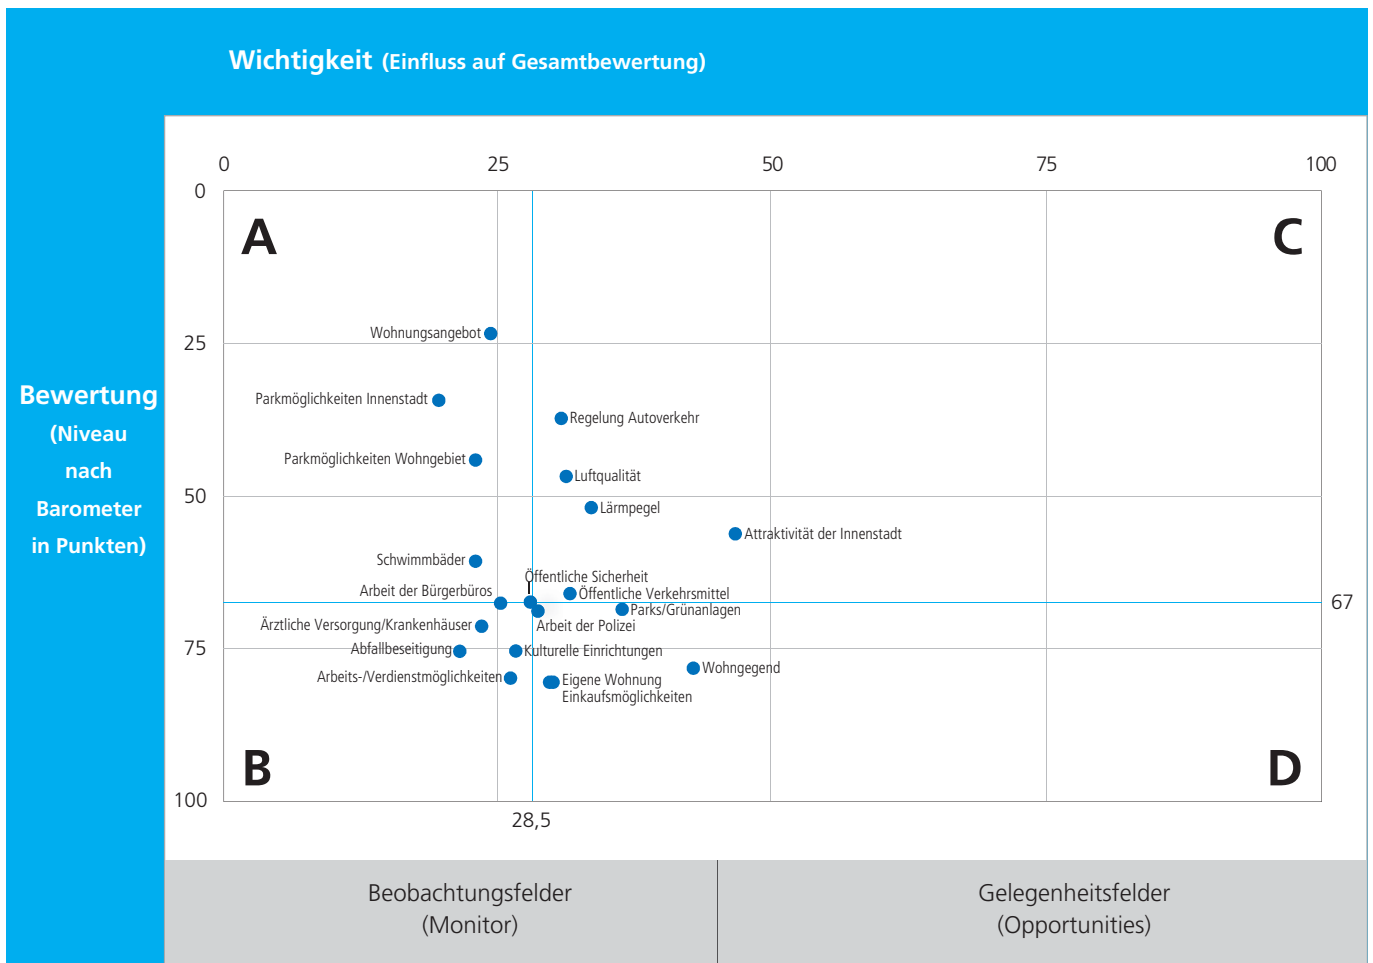 Wichtigkeit (Einfluss auf Gesamtbewertung)
0 25 50 75 100
0
A C
Wohnungsangebot
25
Bewertung
(Niveau
nach
Barometer
in Punkten)
Parkmöglichkeiten Innenstadt
Regelung Autoverkehr
Parkmöglichkeiten Wohngebiet
Luftqualität
50
Lärmpegel
Attraktivität der Innenstadt
Schwimmbäder
Öffentliche Sicherheit
Arbeit der Bürgerbüros
Öffentliche Verkehrsmittel
67
Parks/Grünanlagen
Ärztliche Versorgung/Krankenhäuser
Arbeit der Polizei
75
Abfallbeseitigung
Kulturelle Einrichtungen
Wohngegend
Arbeits-/Verdienstmöglichkeiten
Eigene Wohnung
Einkaufsmöglichkeiten
B D
100
28,5
Beobachtungsfelder
(Monitor)
Gelegenheitsfelder
(Opportunities)